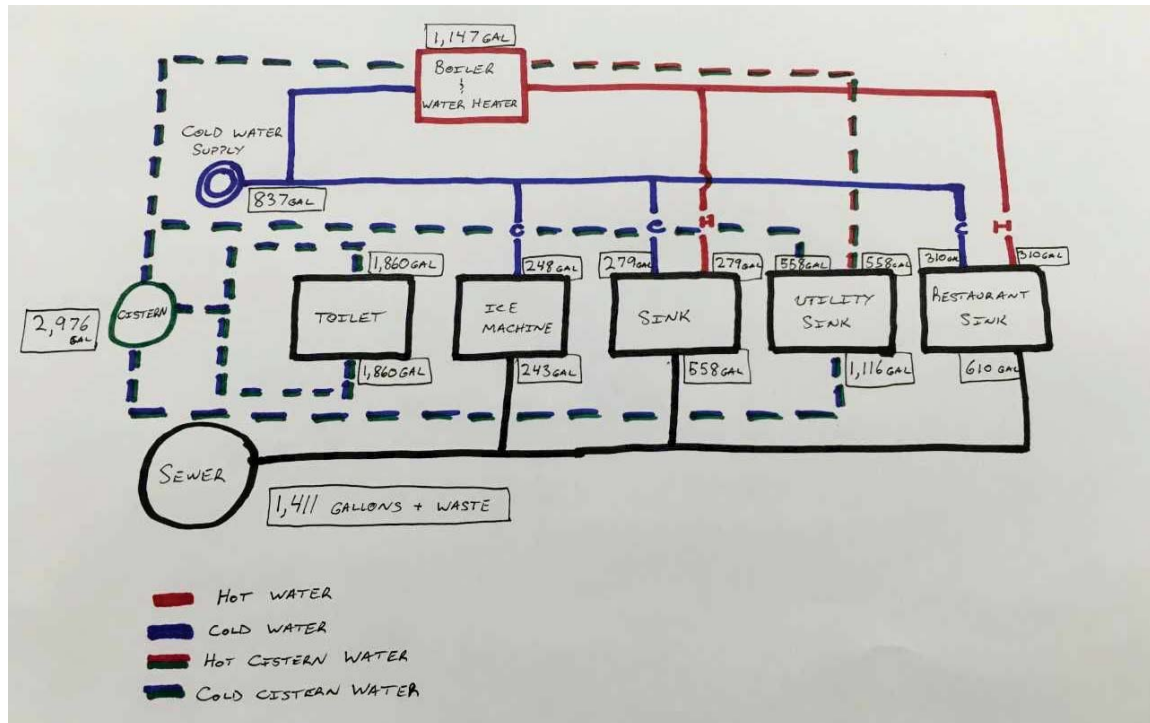 1,147 GAL
BOILER
&
WATER HEATER
COLD WATER
SUPPLY
837 GAL
C
C
H
C
H
1,860 GAL
248 GAL
279 GAL
279 GAL
558 GAL
558 GAL
310 GAL
310 GAL
CISTERN
2,976
GAL
TOILET
ICE
MACHINE
SINK
UTILITY
SINK
RESTAURANT
SINK
1,860 GAL
243 GAL
558 GAL
1,116 GAL
610 GAL
SEWER
1,411 GALLONS + WASTE
HOT WATER
COLD WATER
HOT CISTERN WATER
COLD CISTERN WATER